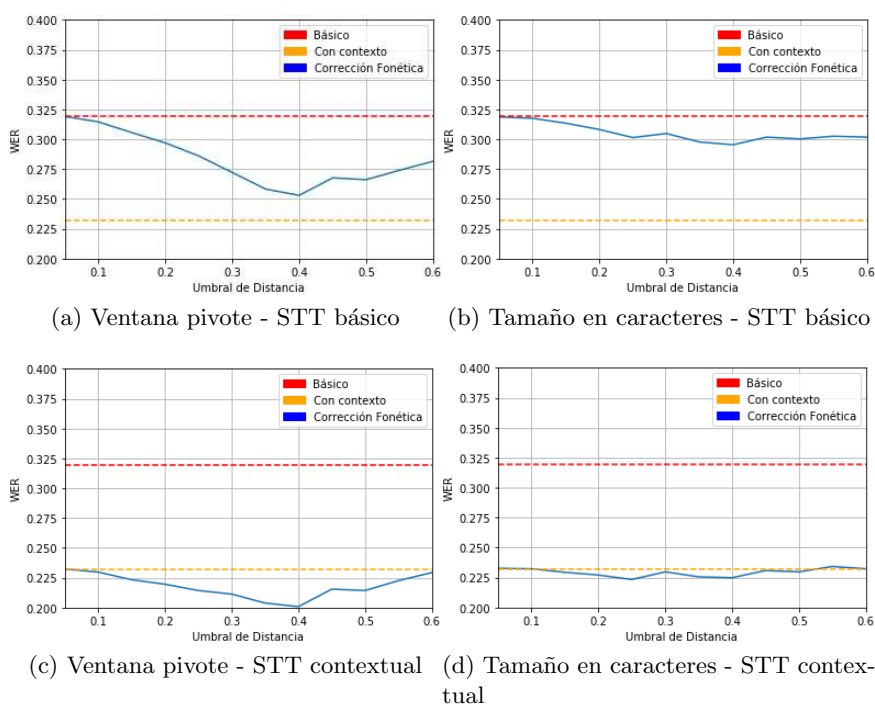 0.400
0.375
0.350
0.325
0.300
0.275
0.250
0.225
0.200
WER
Básico
Con contexto
Corrección Fonética
0.1 0.2 0.3 0.4 0.5 0.6
Umbral de Distancia
(a) Ventana pivote - STT básico
0.400
0.375
0.350
0.325
0.300
0.275
0.250
0.225
0.200
WER
Básico
Con contexto
Corrección Fonética
0.1 0.2 0.3 0.4 0.5 0.6
Umbral de Distancia
(b) Tamaño en caracteres - STT básico
0.400
0.375
0.350
0.325
0.300
0.275
0.250
0.225
0.200
WER
Básico
Con contexto
Corrección Fonética
0.1 0.2 0.3 0.4 0.5 0.6
Umbral de Distancia
(c) Ventana pivote - STT contextual
0.400
0.375
0.350
0.325
0.300
0.275
0.250
0.225
0.200
WER
Básico
Con contexto
Corrección Fonética
0.1 0.2 0.3 0.4 0.5 0.6
Umbral de Distancia
(d) Tamaño en caracteres - STT contex-
tual